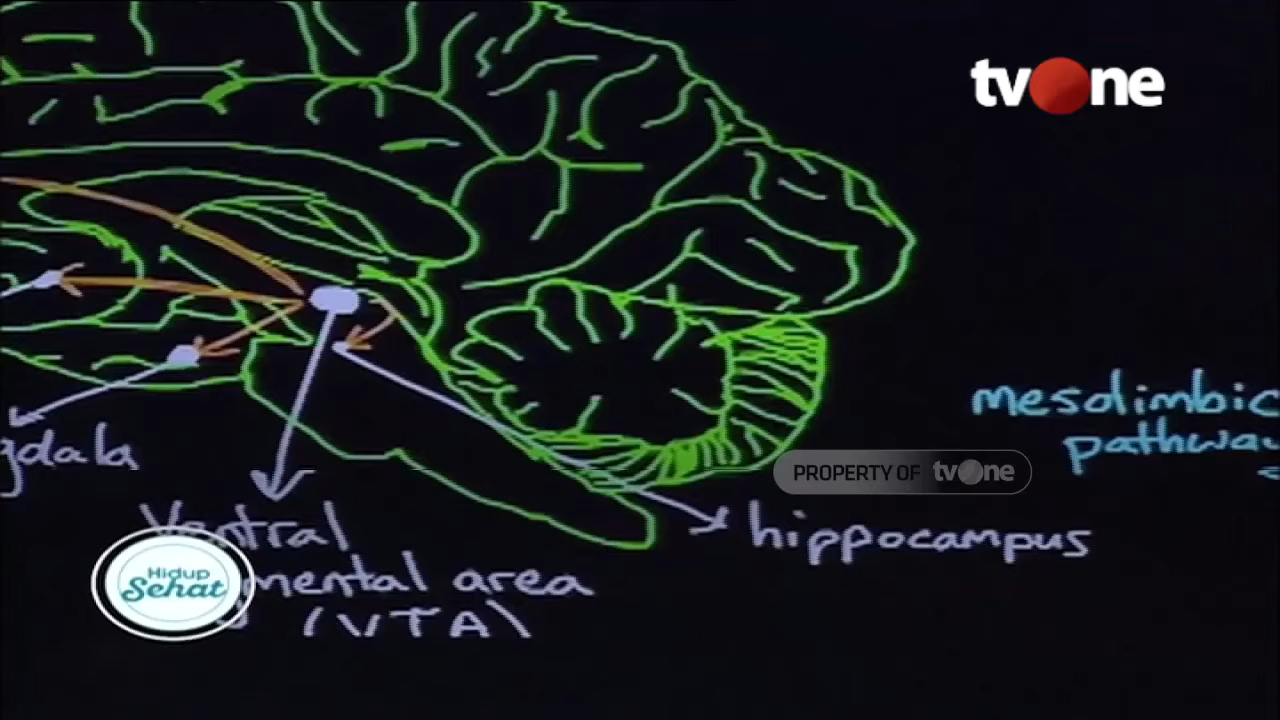 tvOne
mesolimbic
pathwa
PROPERTY OF tvOne
gdala
Ventral
mental area
(VTA)
hippocampus
Hidup
Sehat